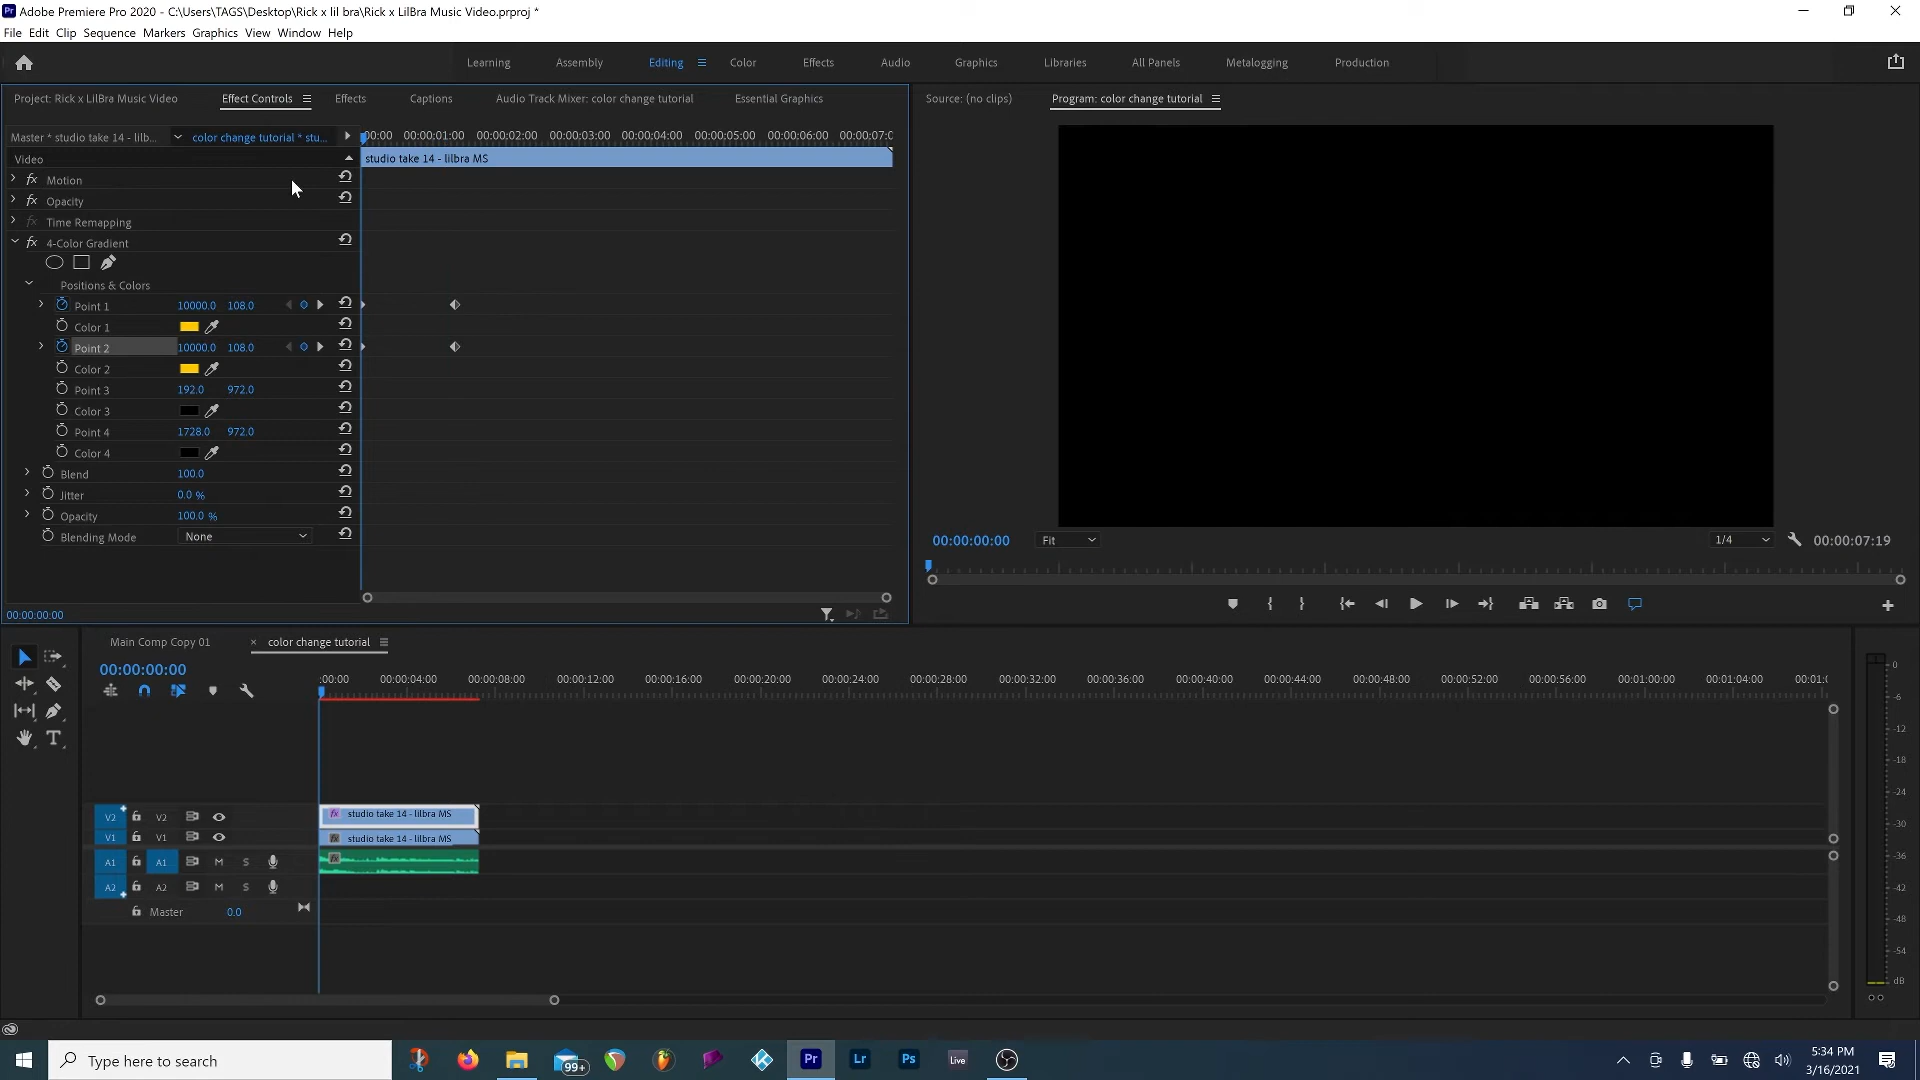 Pr Adobe Premiere Pro 2020 - C:\Users\TAGS\Desktop\Rick x lil bra\Rick x LilBra Music Video.prproj *
File Edit Clip Sequence Markers Graphics View Window Help
Learning Assembly Editing Color Effects Audio Graphics Libraries All Panels Metalogging Production
Project: Rick x LilBra Music Video Effect Controls Effects Captions Audio Track Mixer: color change tutorial Essential Graphics
Source: (no clips) Program: color change tutorial
Master * studio take 14 - lilb... color change tutorial * stu...
:00:00 00:00:01:00 00:00:02:00 00:00:03:00 00:00:04:00 00:00:05:00 00:00:06:00 00:00:07:0
Video
studio take 14 - lilbra MS
fx Motion
fx Opacity
fx Time Remapping
fx 4-Color Gradient
Positions & Colors
Point 1 10000.0 108.0
Color 1
Point 2 10000.0 108.0
Color 2
Point 3 192.0 972.0
Color 3
Point 4 1728.0 972.0
Color 4
Blend 100.0
Jitter 0.0 %
Opacity 100.0 %
Blending Mode None
00:00:00:00
00:00:00:00 Fit 1/4 00:00:07:19
Main Comp Copy 01 × color change tutorial
00:00:00:00
:00:00 00:00:04:00 00:00:08:00 00:00:12:00 00:00:16:00 00:00:20:00 00:00:24:00 00:00:28:00 00:00:32:00 00:00:36:00 00:00:40:00 00:00:44:00 00:00:48:00 00:00:52:00 00:00:56:00 00:01:00:00 00:01:04:00 00:01:(
V2 V2 fx studio take 14 - lilbra MS
V1 V1 fx studio take 14 - lilbra MS
A1 A1 M S fx
A2 A2 M S
Master 0.0
0
-6
-12
-18
-24
-30
-36
-42
-48
-54
dB
Type here to search
99+
Pr Lr Ps Live
5:34 PM
3/16/2021